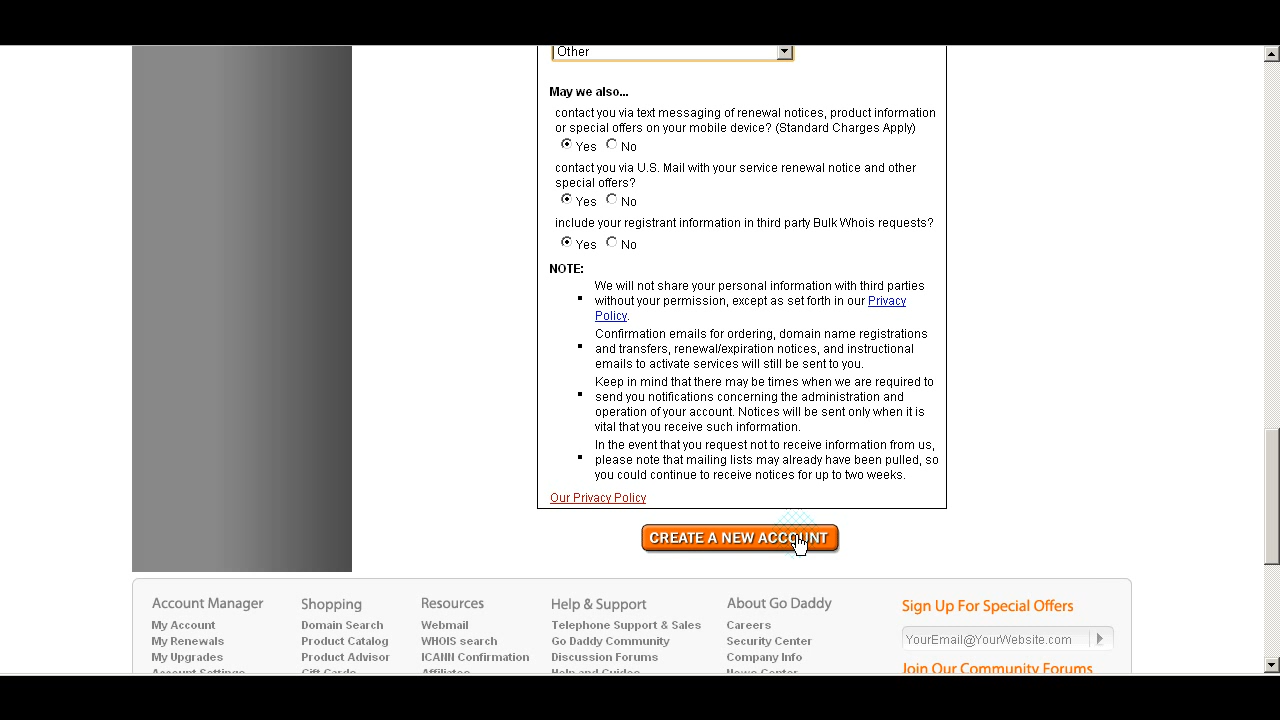 Other
May we also...
contact you via text messaging of renewal notices, product information
or special offers on your mobile device? (Standard Charges Apply)
Yes No
contact you via U.S. Mail with your service renewal notice and other
special offers?
Yes No
include your registrant information in third party Bulk Whois requests?
Yes No
NOTE:
We will not share your personal information with third parties
without your permission, except as set forth in our Privacy
Policy.
Confirmation emails for ordering, domain name registrations
and transfers, renewal/expiration notices, and instructional
emails to activate services will still be sent to you.
Keep in mind that there may be times when we are required to
send you notifications concerning the administration and
operation of your account. Notices will be sent only when it is
vital that you receive such information.
In the event that you request not to receive information from us,
please note that mailing lists may already have been pulled, so
you could continue to receive notices for up to two weeks.
Our Privacy Policy
CREATE A NEW ACCOUNT
Account Manager
My Account
My Renewals
My Upgrades
Account Settings
Shopping
Domain Search
Product Catalog
Product Advisor
Gift Cards
Resources
Webmail
WHOIS search
ICANN Confirmation
Affiliates
Help & Support
Telephone Support & Sales
Go Daddy Community
Discussion Forums
Help and Guides
About Go Daddy
Careers
Security Center
Company Info
News Center
Sign Up For Special Offers
YourEmail@YourWebsite.com
Join Our Community Forums